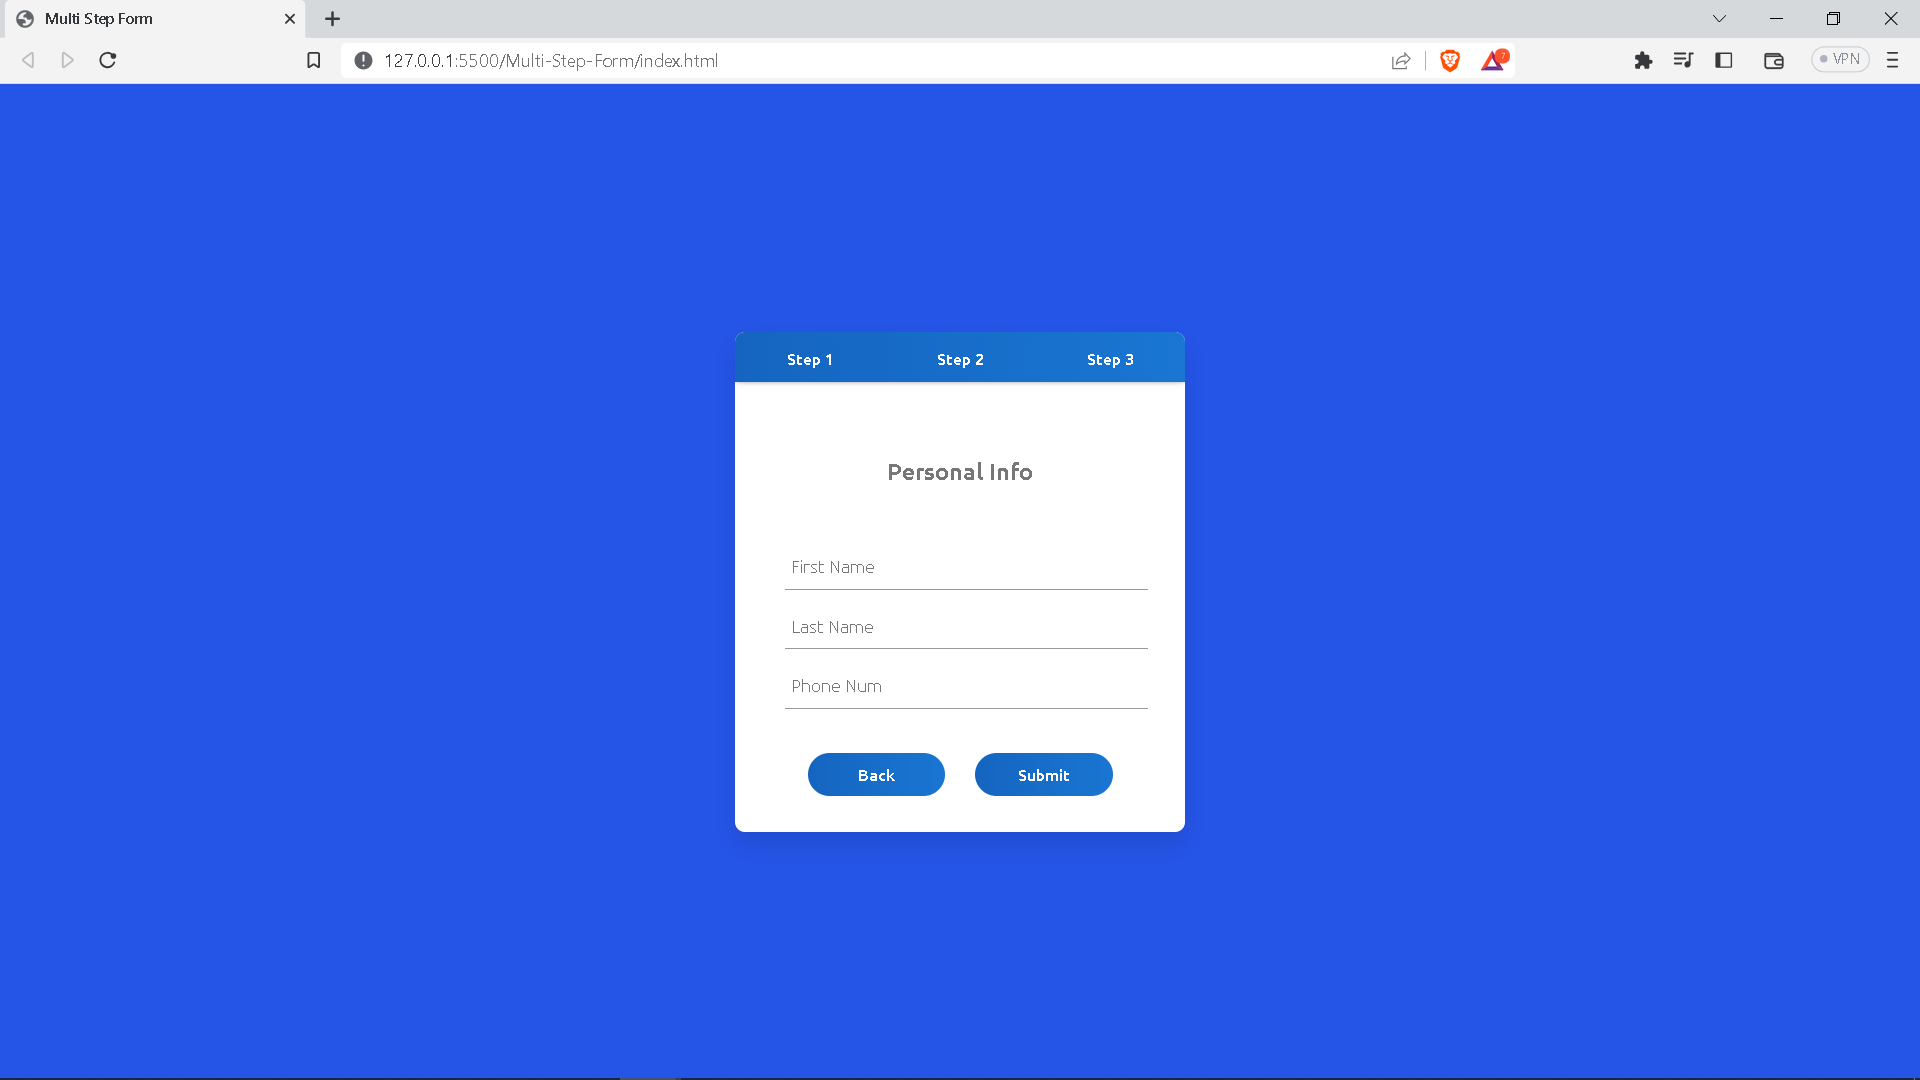 Multi Step Form
127.0.0.1:5500/Multi-Step-Form/index.html
7
VPN
Step 1 Step 2 Step 3
Personal Info
First Name
Last Name
Phone Num
Back Submit